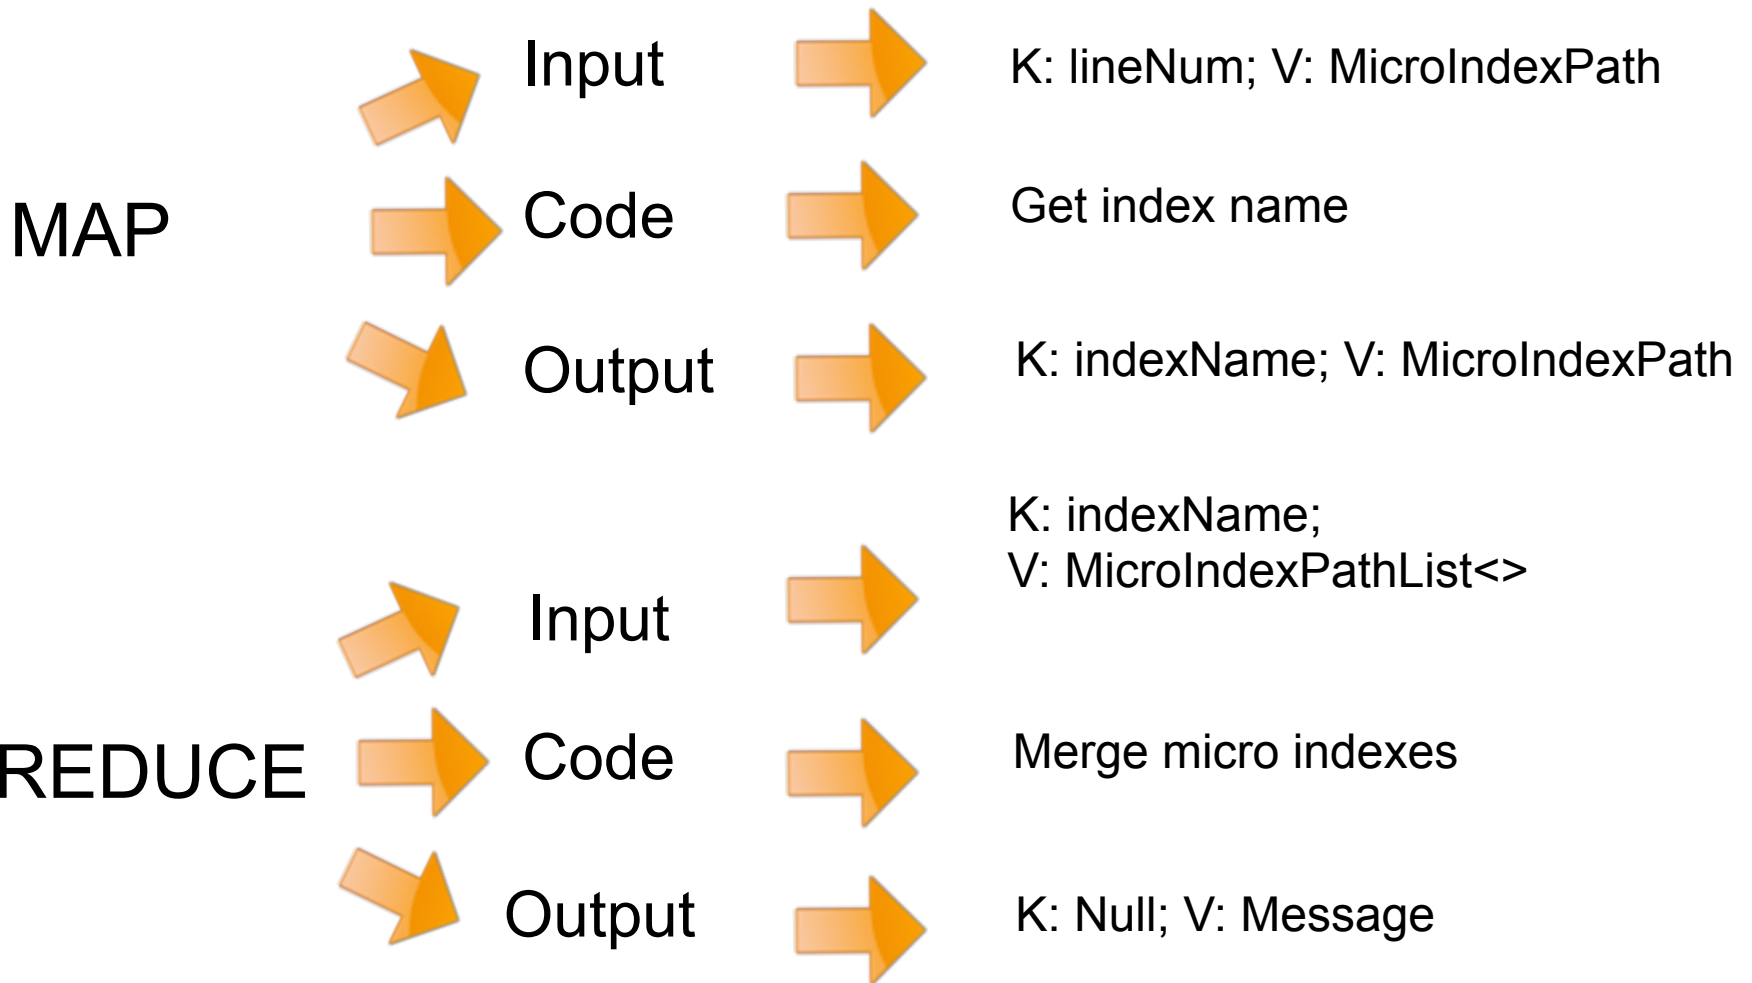 MAP
Input
K: lineNum; V: MicroIndexPath
Code
Get index name
Output
K: indexName; V: MicroIndexPath
REDUCE
Input
K: indexName;
V: MicroIndexPathList<>
Code
Merge micro indexes
Output
K: Null; V: Message